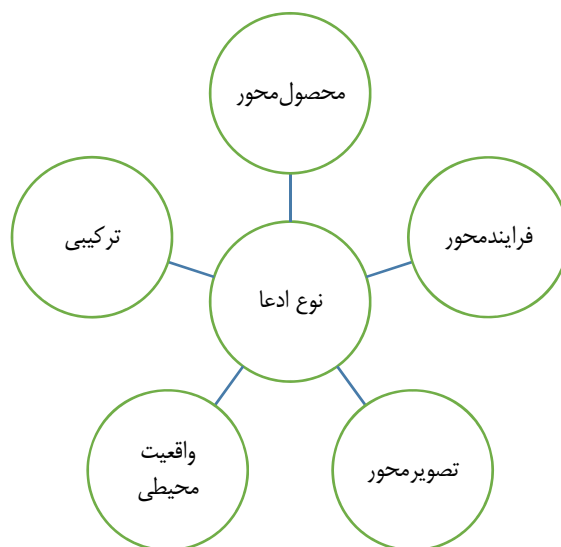 محصول‌محور
فرایندمحور
ترکیبی
نوع ادعا
واقعیت
محیطی
تصویرمحور